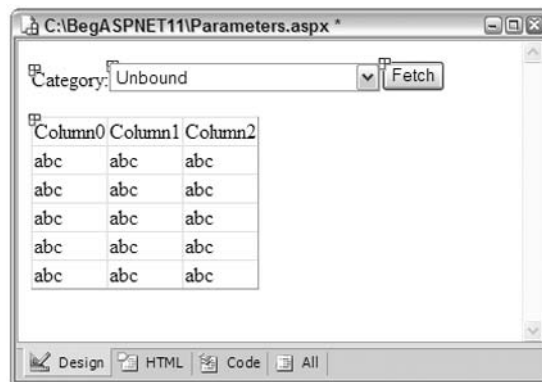 C:\BegASPNET11\Parameters.aspx *
Category: Unbound Fetch
Column0 Column1 Column2
abc abc abc
abc abc abc
abc abc abc
abc abc abc
abc abc abc
Design HTML Code All